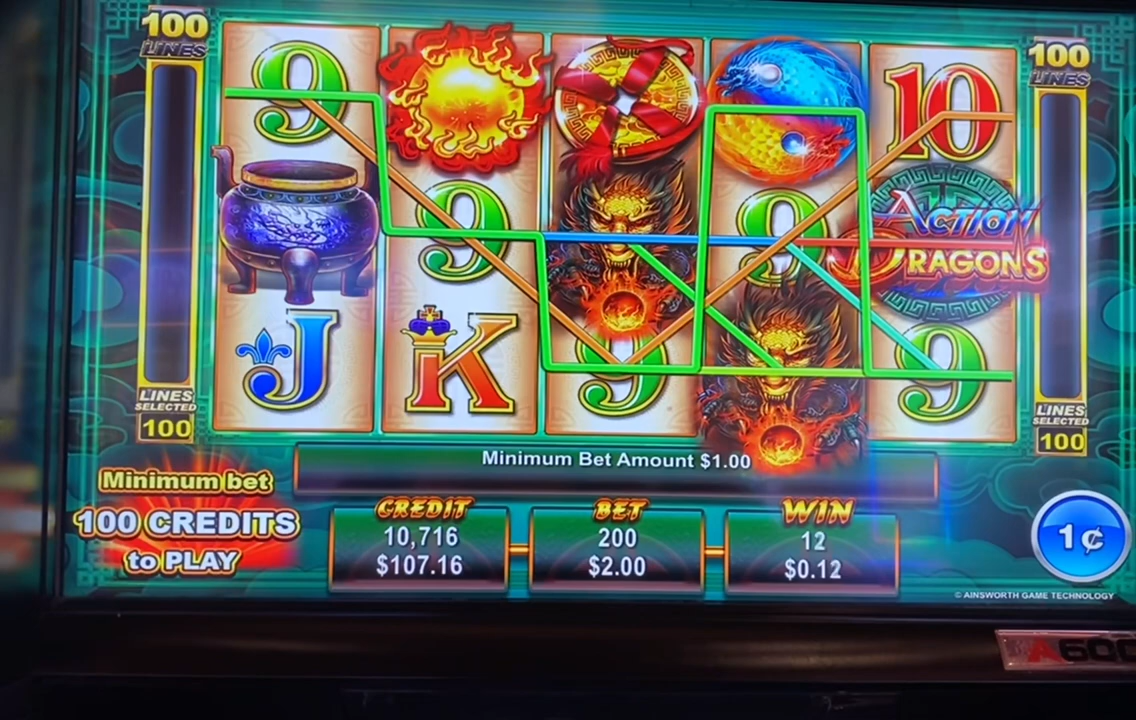 100
LINES
100
LINES
9
10
9
9
ACTION
DRAGONS
J
K
9
9
LINES
SELECTED
100
LINES
SELECTED
100
Minimum Bet Amount $1.00
Minimum bet
100 CREDITS
to PLAY
CREDIT
10,716
$107.16
BET
200
$2.00
WIN
12
$0.12
1¢
© AINSWORTH GAME TECHNOLOGY
A600